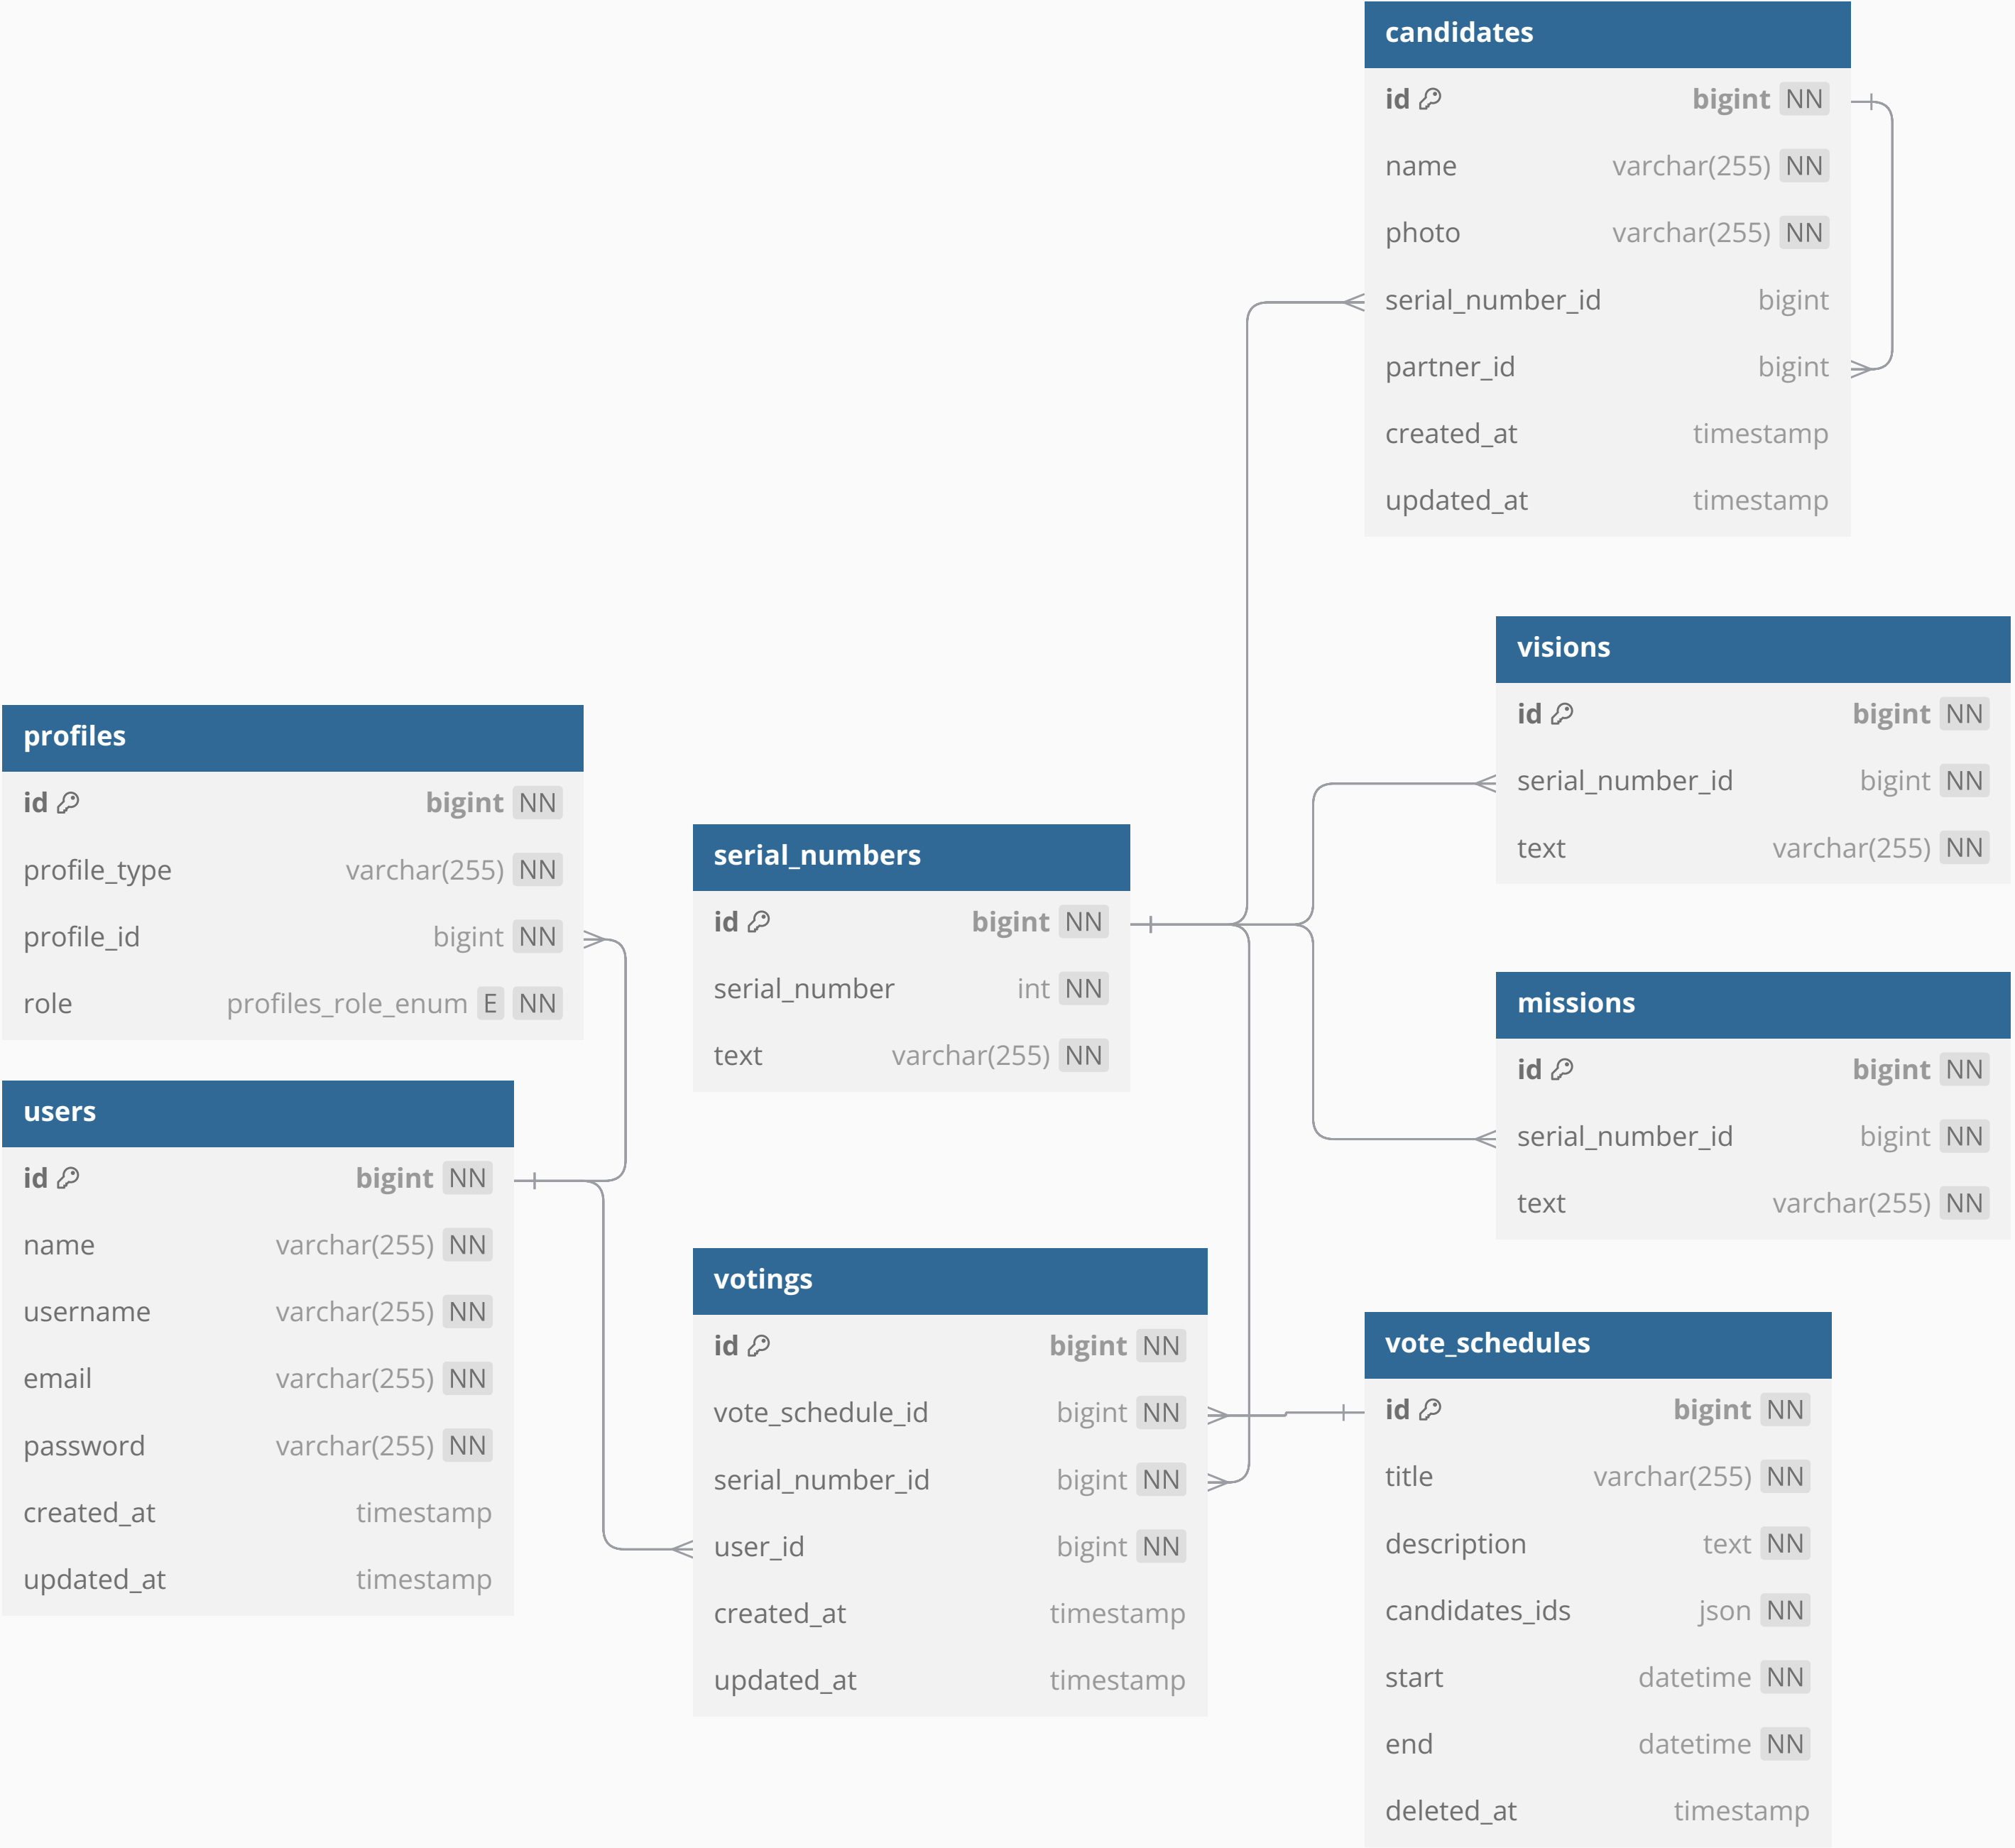 candidates
id bigint NN
name varchar(255) NN
photo varchar(255) NN
serial_number_id bigint
partner_id bigint
created_at timestamp
updated_at timestamp
visions
id bigint NN
serial_number_id bigint NN
text varchar(255) NN
profiles
id bigint NN
profile_type varchar(255) NN
profile_id bigint NN
role profiles_role_enum E NN
serial_numbers
id bigint NN
serial_number int NN
text varchar(255) NN
missions
id bigint NN
serial_number_id bigint NN
text varchar(255) NN
users
id bigint NN
name varchar(255) NN
username varchar(255) NN
email varchar(255) NN
password varchar(255) NN
created_at timestamp
updated_at timestamp
votings
id bigint NN
vote_schedule_id bigint NN
serial_number_id bigint NN
user_id bigint NN
created_at timestamp
updated_at timestamp
vote_schedules
id bigint NN
title varchar(255) NN
description text NN
candidates_ids json NN
start datetime NN
end datetime NN
deleted_at timestamp